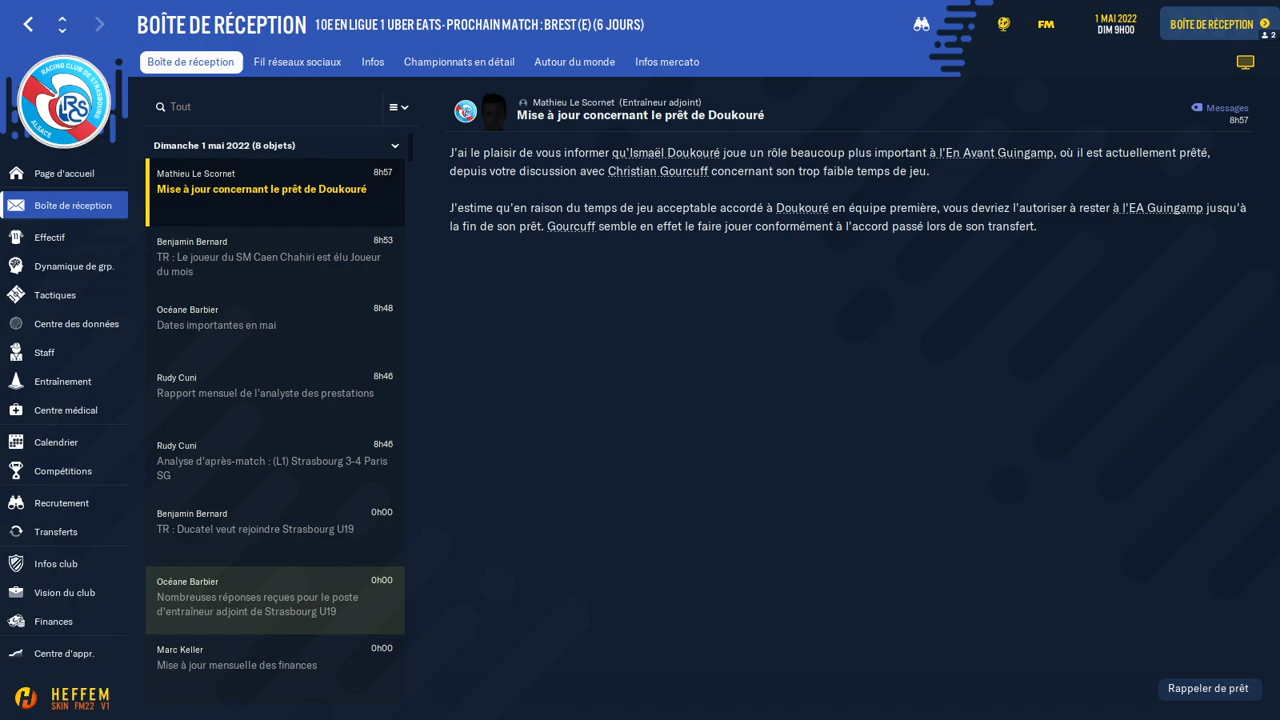 BOÎTE DE RÉCEPTION
10E EN LIGUE 1 UBER EATS - PROCHAIN MATCH : BREST (E) (6 JOURS)
FM
1 MAI 2022
DIM 9H00
BOÎTE DE RÉCEPTION
2
Boîte de réception
Fil réseaux sociaux
Infos
Championnats en détail
Autour du monde
Infos mercato
RACING CLUB DE STRASBOURG
ALSACE
Page d'accueil
Boîte de réception
Effectif
Dynamique de grp.
Tactiques
Centre des données
Staff
Entraînement
Centre médical
Calendrier
Compétitions
Recrutement
Transferts
Infos club
Vision du club
Finances
Centre d'appr.
HEFFEM
SKIN FM22 V1
Tout
Dimanche 1 mai 2022 (8 objets)
Mathieu Le Scornet 8h57
Mise à jour concernant le prêt de Doukouré
Benjamin Bernard 8h53
TR : Le joueur du SM Caen Chahiri est élu Joueur
du mois
Océane Barbier 8h48
Dates importantes en mai
Rudy Cuni 8h46
Rapport mensuel de l'analyste des prestations
Rudy Cuni 8h46
Analyse d'après-match : (L1) Strasbourg 3-4 Paris
SG
Benjamin Bernard 0h00
TR : Ducatel veut rejoindre Strasbourg U19
Océane Barbier 0h00
Nombreuses réponses reçues pour le poste
d'entraîneur adjoint de Strasbourg U19
Marc Keller 0h00
Mise à jour mensuelle des finances
Mathieu Le Scornet (Entraîneur adjoint)
Mise à jour concernant le prêt de Doukouré
Messages
8h57
J'ai le plaisir de vous informer qu'Ismaël Doukouré joue un rôle beaucoup plus important à l'En Avant Guingamp, où il est actuellement prêté,
depuis votre discussion avec Christian Gourcuff concernant son trop faible temps de jeu.
J'estime qu'en raison du temps de jeu acceptable accordé à Doukouré en équipe première, vous devriez l'autoriser à rester à l'EA Guingamp jusqu'à
la fin de son prêt. Gourcuff semble en effet le faire jouer conformément à l'accord passé lors de son transfert.
Rappeler de prêt